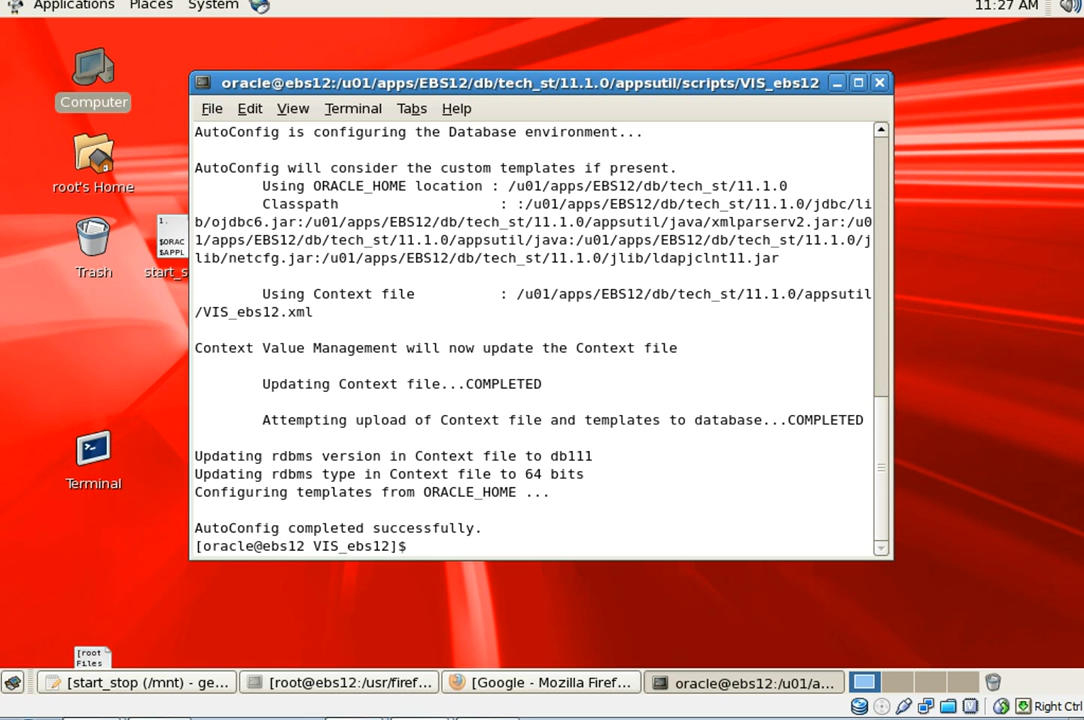 Applications Places System 11:27 AM
Computer
root's Home
Trash
1.
$ORAC
$APPL
start_s
Terminal
[root
Files
oracle@ebs12:/u01/apps/EBS12/db/tech_st/11.1.0/appsutil/scripts/VIS_ebs12
File Edit View Terminal Tabs Help
AutoConfig is configuring the Database environment...
AutoConfig will consider the custom templates if present.
Using ORACLE_HOME location : /u01/apps/EBS12/db/tech_st/11.1.0
Classpath : :/u01/apps/EBS12/db/tech_st/11.1.0/jdbc/li
b/ojdbc6.jar:/u01/apps/EBS12/db/tech_st/11.1.0/appsutil/java/xmlparserv2.jar:/u0
1/apps/EBS12/db/tech_st/11.1.0/appsutil/java:/u01/apps/EBS12/db/tech_st/11.1.0/j
lib/netcfg.jar:/u01/apps/EBS12/db/tech_st/11.1.0/jlib/ldapjclnt11.jar
Using Context file : /u01/apps/EBS12/db/tech_st/11.1.0/appsutil
/VIS_ebs12.xml
Context Value Management will now update the Context file
Updating Context file...COMPLETED
Attempting upload of Context file and templates to database...COMPLETED
Updating rdbms version in Context file to db111
Updating rdbms type in Context file to 64 bits
Configuring templates from ORACLE_HOME ...
AutoConfig completed successfully.
[oracle@ebs12 VIS_ebs12]$
[start_stop (/mnt) - ge... [root@ebs12:/usr/firef... [Google - Mozilla Firef... oracle@ebs12:/u01/a...
Right Ctrl